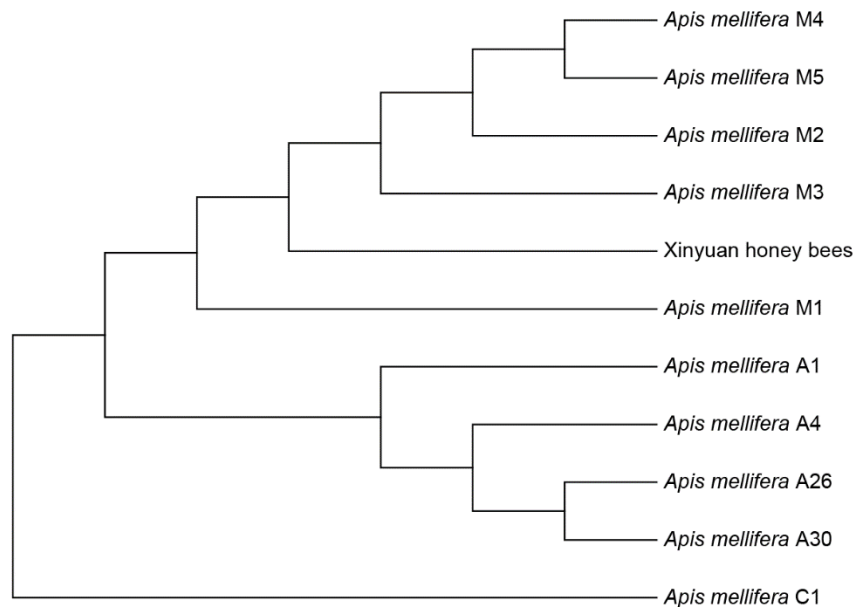 Apis mellifera M4
Apis mellifera M5
Apis mellifera M2
Apis mellifera M3
Xinyuan honey bees
Apis mellifera M1
Apis mellifera A1
Apis mellifera A4
Apis mellifera A26
Apis mellifera A30
Apis mellifera C1